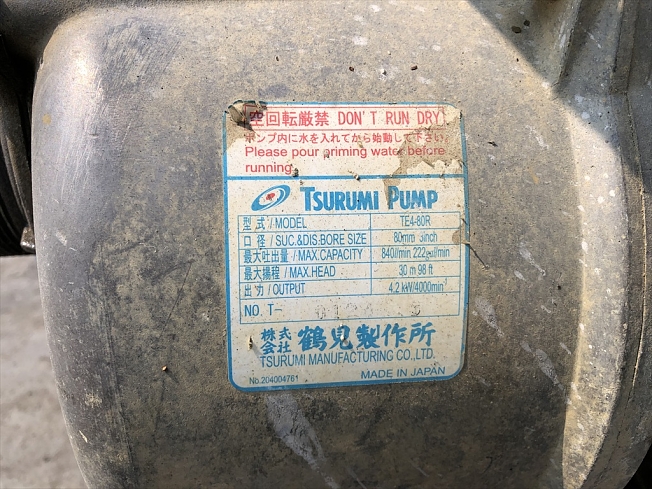 空回転厳禁 DON'T RUN DRY!
ポンプ内に水を入れてから始動して下さい
Please pour priming water before
running.
TSURUMI PUMP
型式/MODEL TE4-80R
口径/SUC.&DIS.BORE SIZE 80mm 3inch
最大吐出量/MAX.CAPACITY 840l/min 222gal/min
最大揚程/MAX.HEAD 30 m 98 ft
出力/OUTPUT 4.2 kW/4000min
NO. T-
株式会社 鶴見製作所
TSURUMI MANUFACTURING CO.,LTD.
No.204004761 MADE IN JAPAN